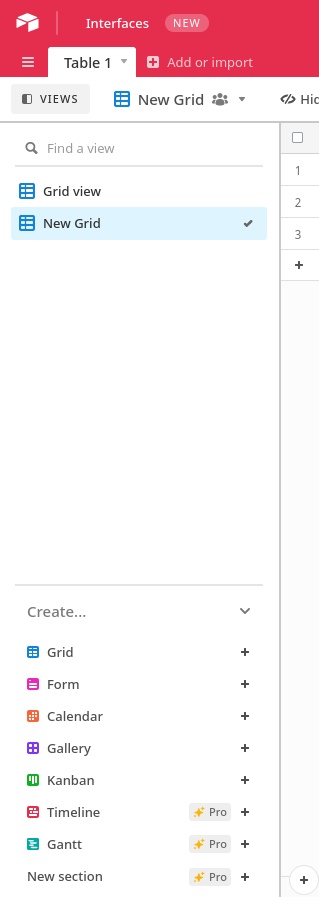 Interfaces NEW
Table 1 Add or import
VIEWS New Grid Hid
Find a view
Grid view
New Grid
1
2
3
Create...
Grid
Form
Calendar
Gallery
Kanban
Timeline Pro
Gantt Pro
New section Pro